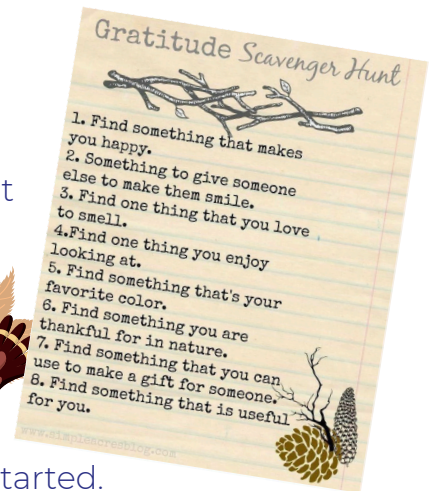 Gratitude Scavenger Hunt
1. Find something that makes
you happy.
2. Something to give someone
else to make them smile.
3. Find one thing that you love
to smell.
4.Find one thing you enjoy
looking at.
5. Find something that's your
favorite color.
6. Find something you are
thankful for in nature.
7. Find something that you can
use to make a gift for someone.
8. Find something that is useful
for you.
www.simpleacresblog.com
t
tarted.